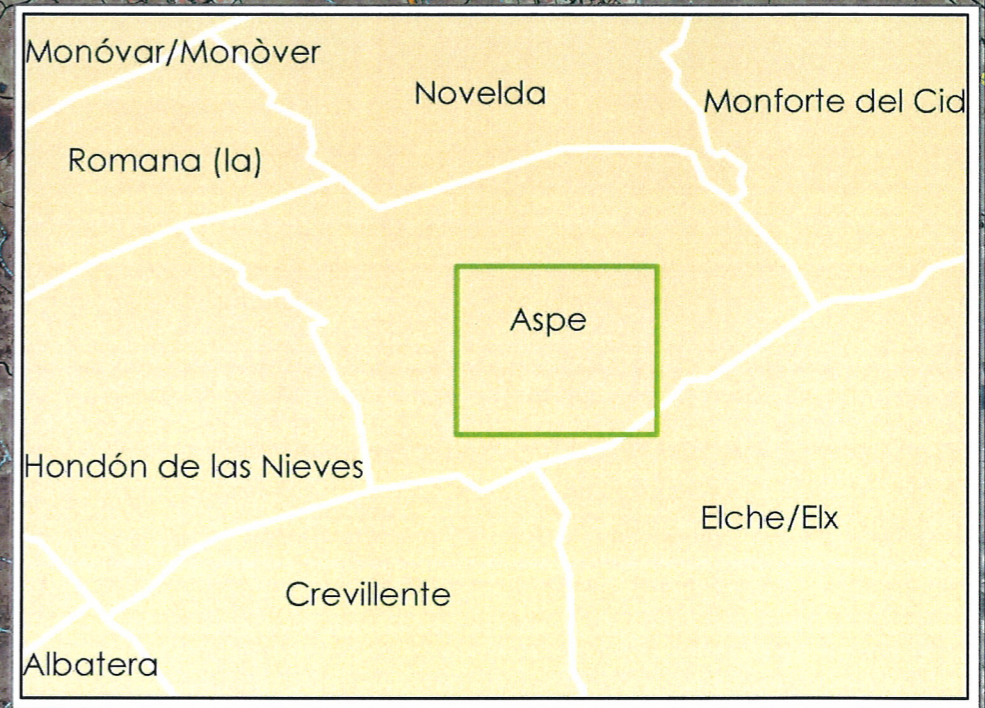 Monóvar/Monòver
Novelda
Monforte del Cid
Romana (la)
Aspe
Hondón de las Nieves
Elche/Elx
Crevillente
Albatera